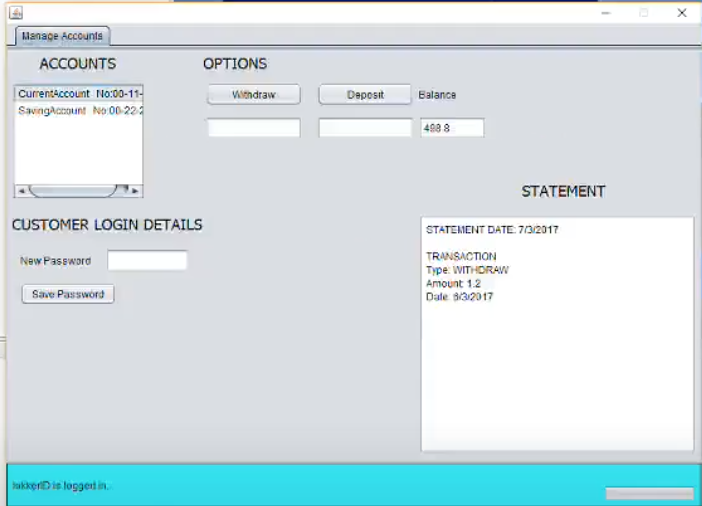 Manage Accounts
ACCOUNTS
OPTIONS
CurrentAccount No:00-11-
SavingAccount No:00-22-2
Withdraw
Deposit
Balance
498.8
STATEMENT
CUSTOMER LOGIN DETAILS
STATEMENT DATE: 7/3/2017
New Password
TRANSACTION
Type: WITHDRAW
Amount: 1.2
Date: 6/3/2017
Save Password
is logged in.